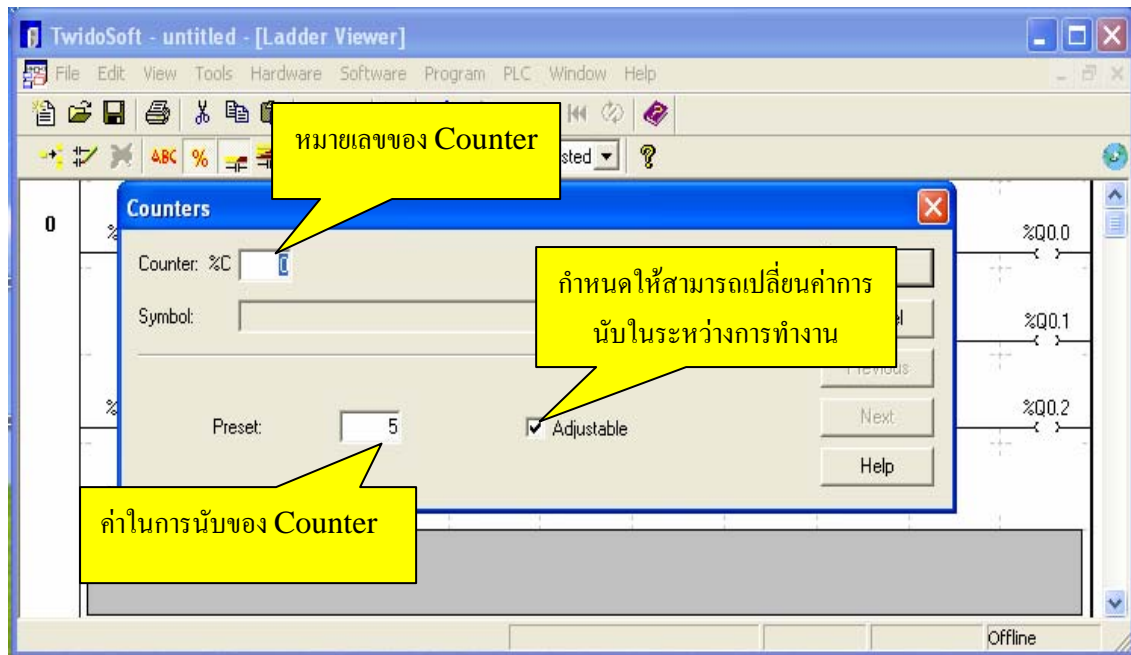 TwidoSoft - untitled - [Ladder Viewer]
File Edit View Tools Hardware Software Program PLC Window Help
หมายเลขของ Counter
ABC %
sted
Counters
0
%Q0.0
Counter: %C 0
กำหนดให้สามารถเปลี่ยนค่าการ
นับในระหว่างการทำงาน
Symbol:
%Q0.1
Previous
%Q0.2
Preset: 5
Adjustable
Next
Help
ค่าในการนับของ Counter
Offline